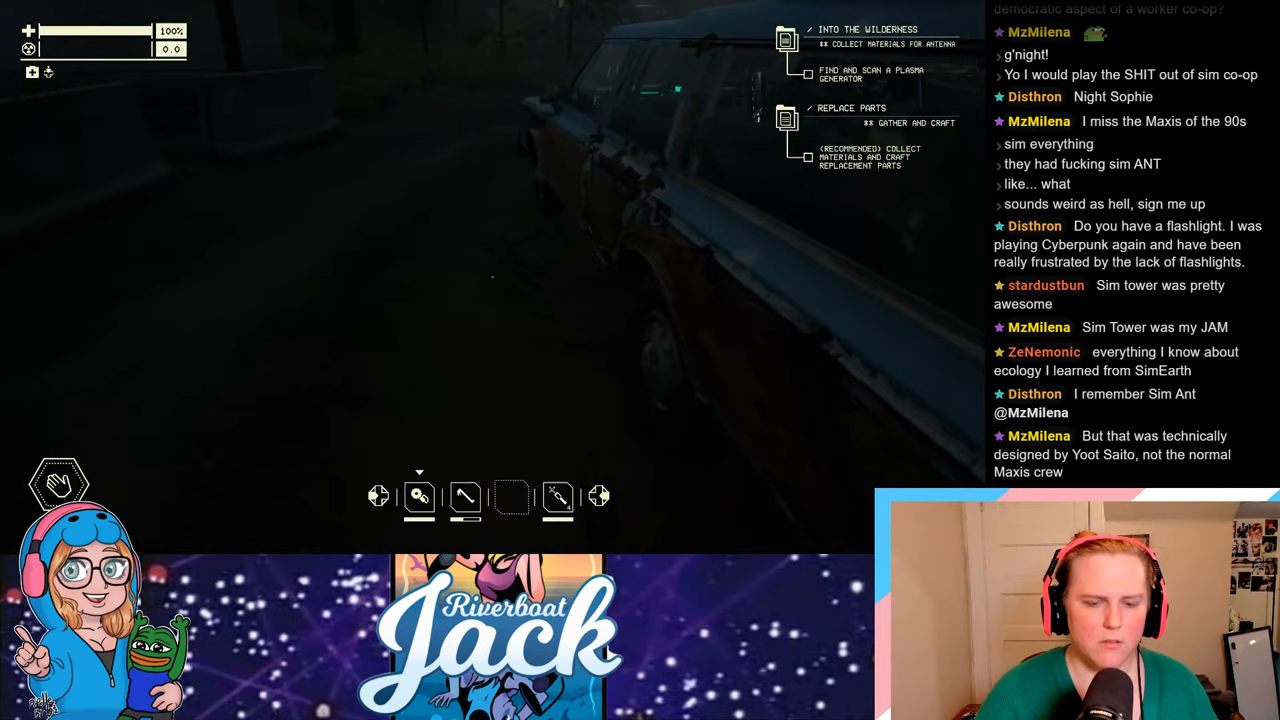 100%
0.0
/ INTO THE WILDERNESS
** COLLECT MATERIALS FOR ANTENNA
FIND AND SCAN A PLASMA
GENERATOR
/ REPLACE PARTS
** GATHER AND CRAFT
(RECOMMENDED) COLLECT
MATERIALS AND CRAFT
REPLACEMENT PARTS
4
Riverboat
Jack
democratic aspect of a worker co-op?
MzMilena
g'night!
Yo I would play the SHIT out of sim co-op
Disthron Night Sophie
MzMilena I miss the Maxis of the 90s
sim everything
they had fucking sim ANT
like... what
sounds weird as hell, sign me up
Disthron Do you have a flashlight. I was
playing Cyberpunk again and have been
really frustrated by the lack of flashlights.
stardustbun Sim tower was pretty
awesome
MzMilena Sim Tower was my JAM
ZeNemonic everything I know about
ecology I learned from SimEarth
Disthron I remember Sim Ant
@MzMilena
MzMilena But that was technically
designed by Yoot Saito, not the normal
Maxis crew